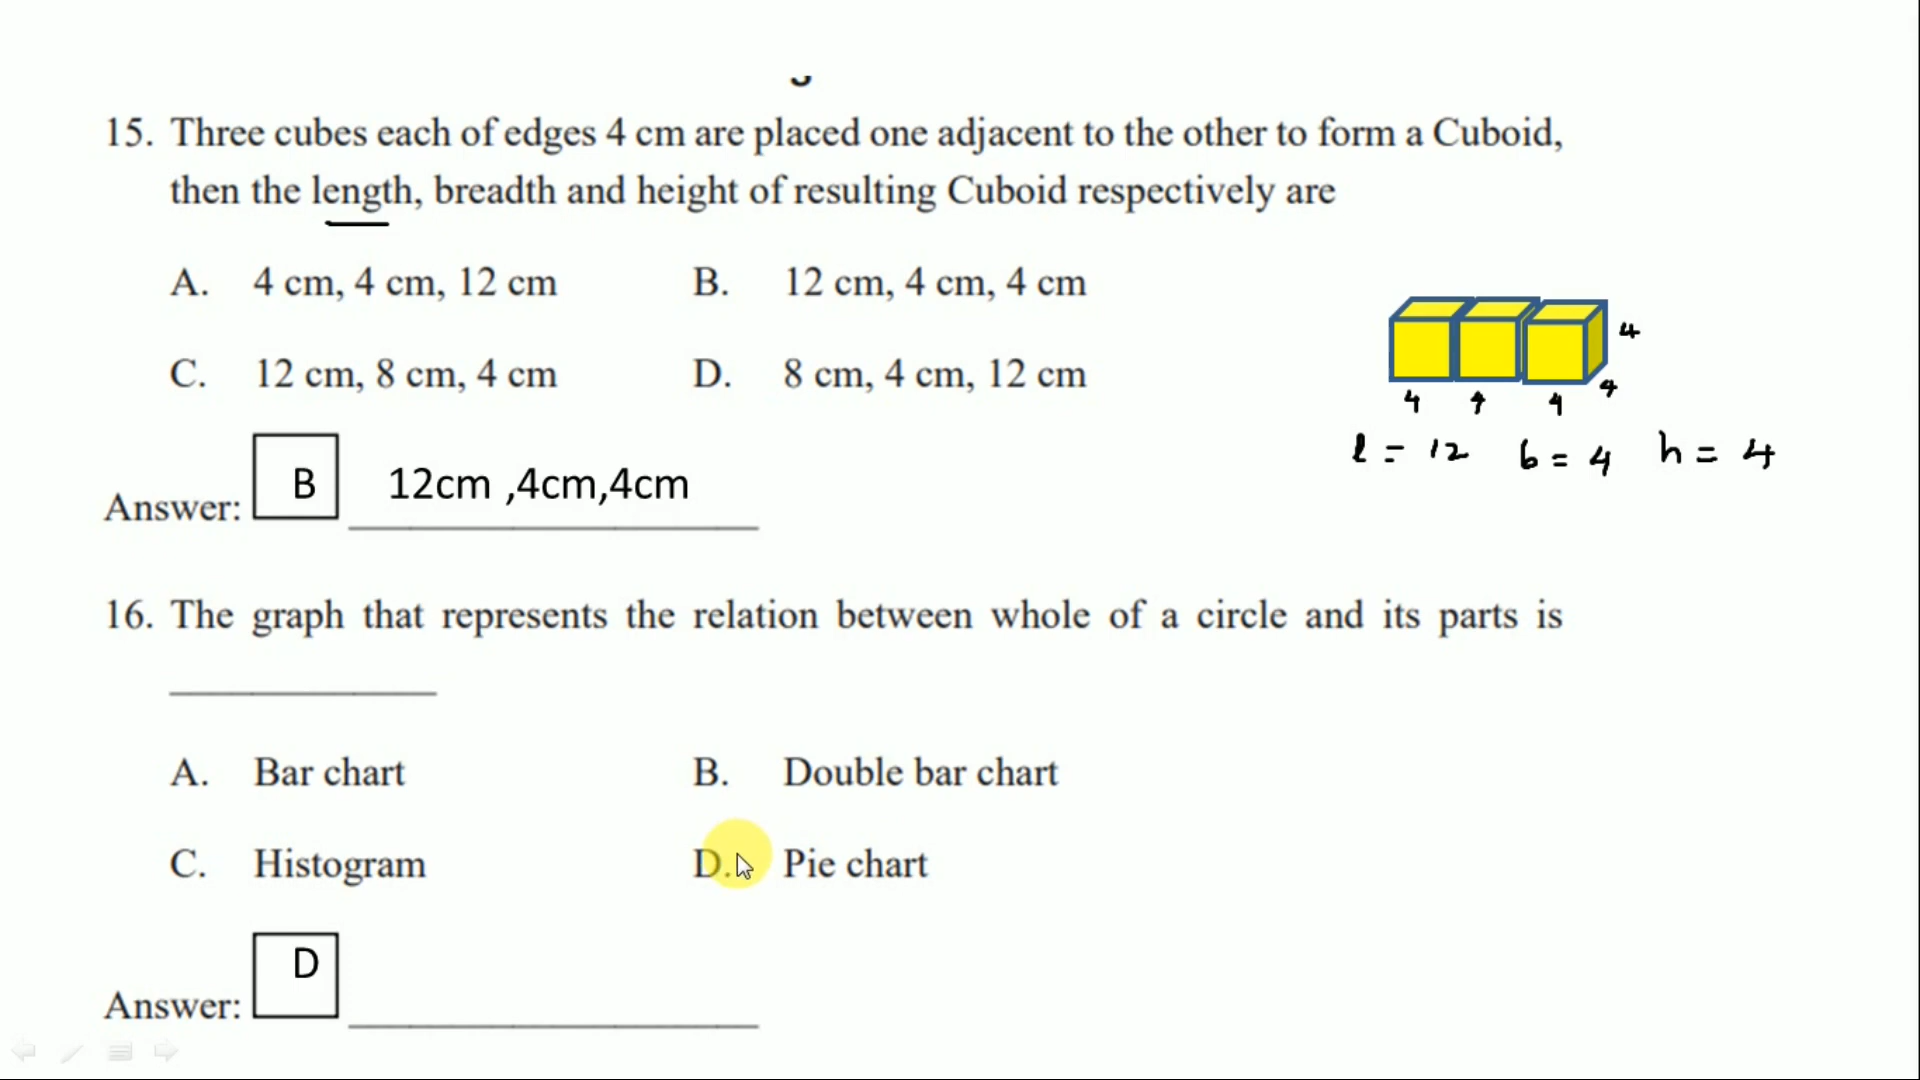 15. Three cubes each of edges 4 cm are placed one adjacent to the other to form a Cuboid,
then the length, breadth and height of resulting Cuboid respectively are
A. 4 cm, 4 cm, 12 cm B. 12 cm, 4 cm, 4 cm
C. 12 cm, 8 cm, 4 cm D. 8 cm, 4 cm, 12 cm
4
4
4 4 4
l = 12 b = 4 h = 4
Answer: B 12cm ,4cm,4cm
16. The graph that represents the relation between whole of a circle and its parts is
A. Bar chart B. Double bar chart
C. Histogram D. Pie chart
Answer: D